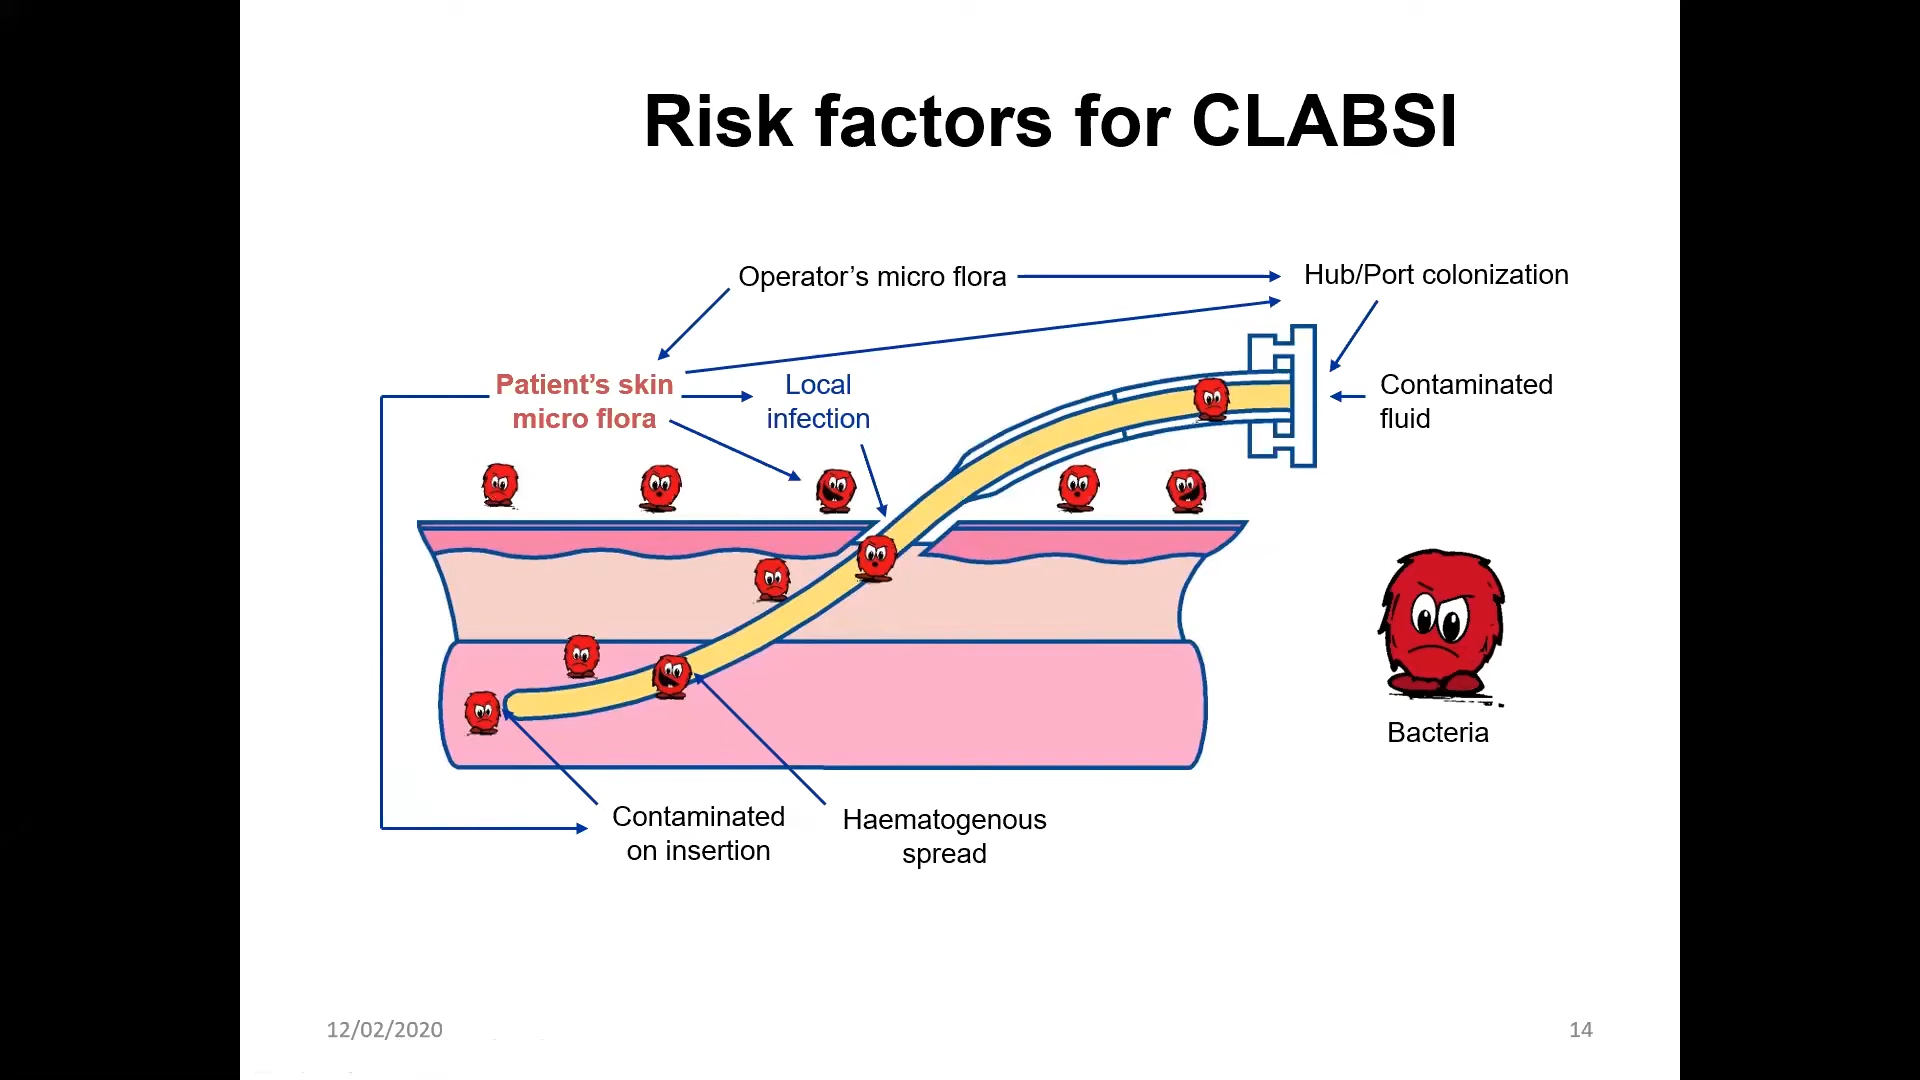 Risk factors for CLABSI
Operator’s micro flora
Hub/Port colonization
Patient’s skin
micro flora
Local
infection
Contaminated
fluid
Bacteria
Contaminated
on insertion
Haematogenous
spread
12/02/2020
14